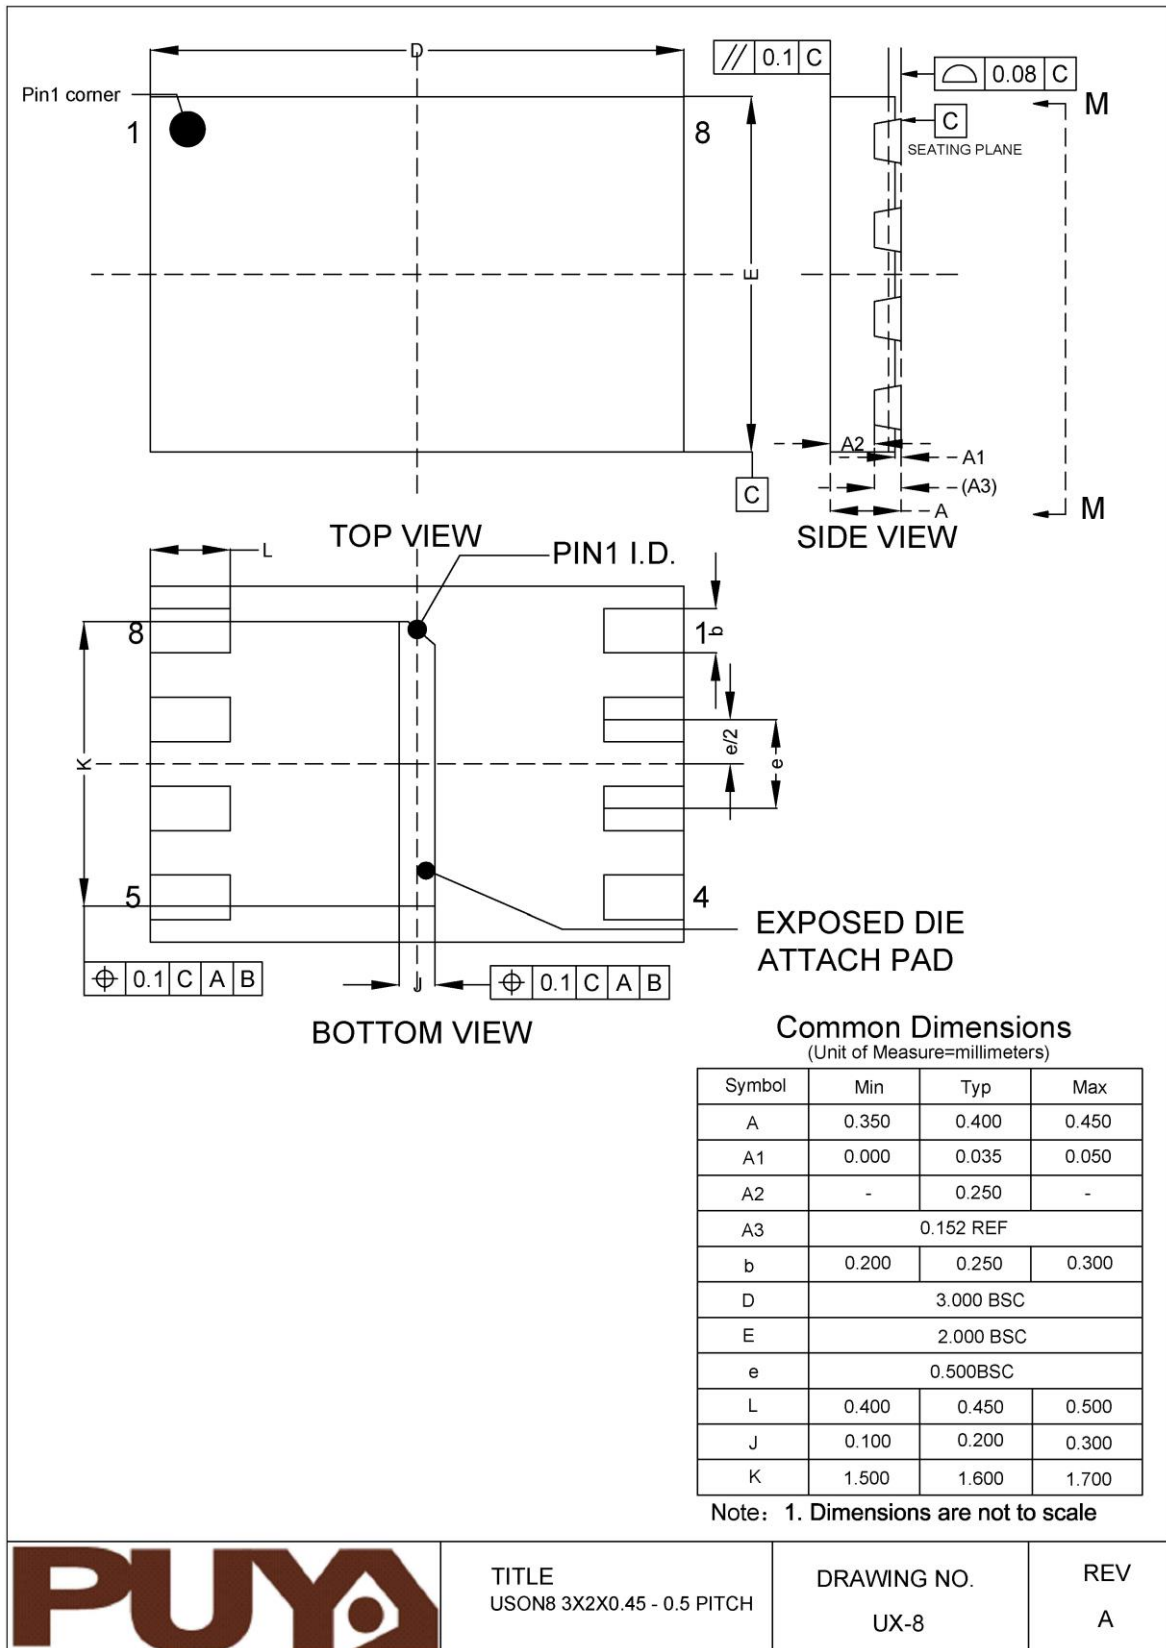 D
// 0.1 C
⌓ 0.08 C
Pin1 corner
M
1
8
C
SEATING PLANE
E
A2
A1
(A3)
A
C
M
TOP VIEW
SIDE VIEW
L
PIN1 I.D.
8
1
b
e/2
K
e
5
4
EXPOSED DIE
ATTACH PAD
⌖ 0.1 C A B
J
⌖ 0.1 C A B
BOTTOM VIEW
Common Dimensions
(Unit of Measure=millimeters)
Symbol Min Typ Max
A 0.350 0.400 0.450
A1 0.000 0.035 0.050
A2 - 0.250 -
A3 0.152 REF
b 0.200 0.250 0.300
D 3.000 BSC
E 2.000 BSC
e 0.500BSC
L 0.400 0.450 0.500
J 0.100 0.200 0.300
K 1.500 1.600 1.700
Note： 1. Dimensions are not to scale
PUYA
TITLE
USON8 3X2X0.45 - 0.5 PITCH
DRAWING NO.
UX-8
REV
A